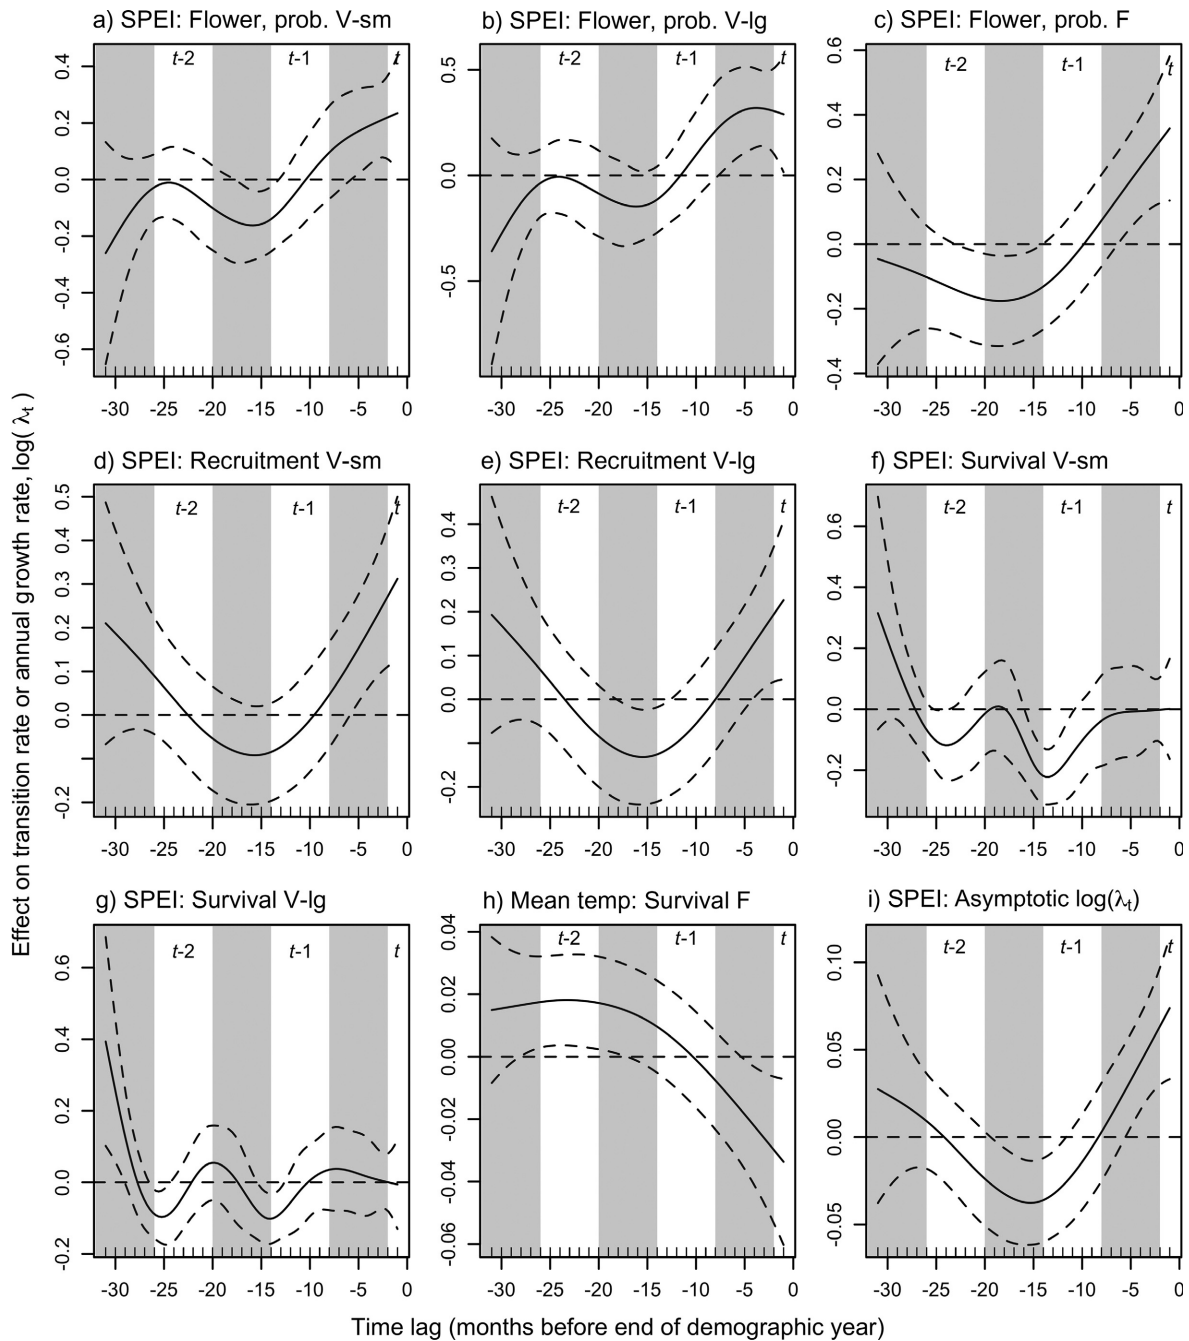 a) SPEI: Flower, prob. V-sm
b) SPEI: Flower, prob. V-lg
c) SPEI: Flower, prob. F
t-2 t-1 t
t-2 t-1 t
t-2 t-1 t
0.4 0.2 0.0 -0.2 -0.4 -0.6
0.5 0.0 -0.5
0.6 0.4 0.2 0.0 -0.2 -0.4
-30 -25 -20 -15 -10 -5 0
-30 -25 -20 -15 -10 -5 0
-30 -25 -20 -15 -10 -5 0
Effect on transition rate or annual growth rate, log( λt )
d) SPEI: Recruitment V-sm
e) SPEI: Recruitment V-lg
f) SPEI: Survival V-sm
t-2 t-1 t
t-2 t-1 t
t-2 t-1 t
0.5 0.4 0.3 0.2 0.1 0.0 -0.2
0.4 0.3 0.2 0.1 0.0 -0.2
0.6 0.4 0.2 0.0 -0.2
-30 -25 -20 -15 -10 -5 0
-30 -25 -20 -15 -10 -5 0
-30 -25 -20 -15 -10 -5 0
g) SPEI: Survival V-lg
h) Mean temp: Survival F
i) SPEI: Asymptotic log(λt)
t-2 t-1 t
t-2 t-1 t
t-2 t-1 t
0.6 0.4 0.2 0.0 -0.2
0.04 0.02 0.00 -0.02 -0.04 -0.06
0.10 0.05 0.00 -0.05
-30 -25 -20 -15 -10 -5 0
-30 -25 -20 -15 -10 -5 0
-30 -25 -20 -15 -10 -5 0
Time lag (months before end of demographic year)